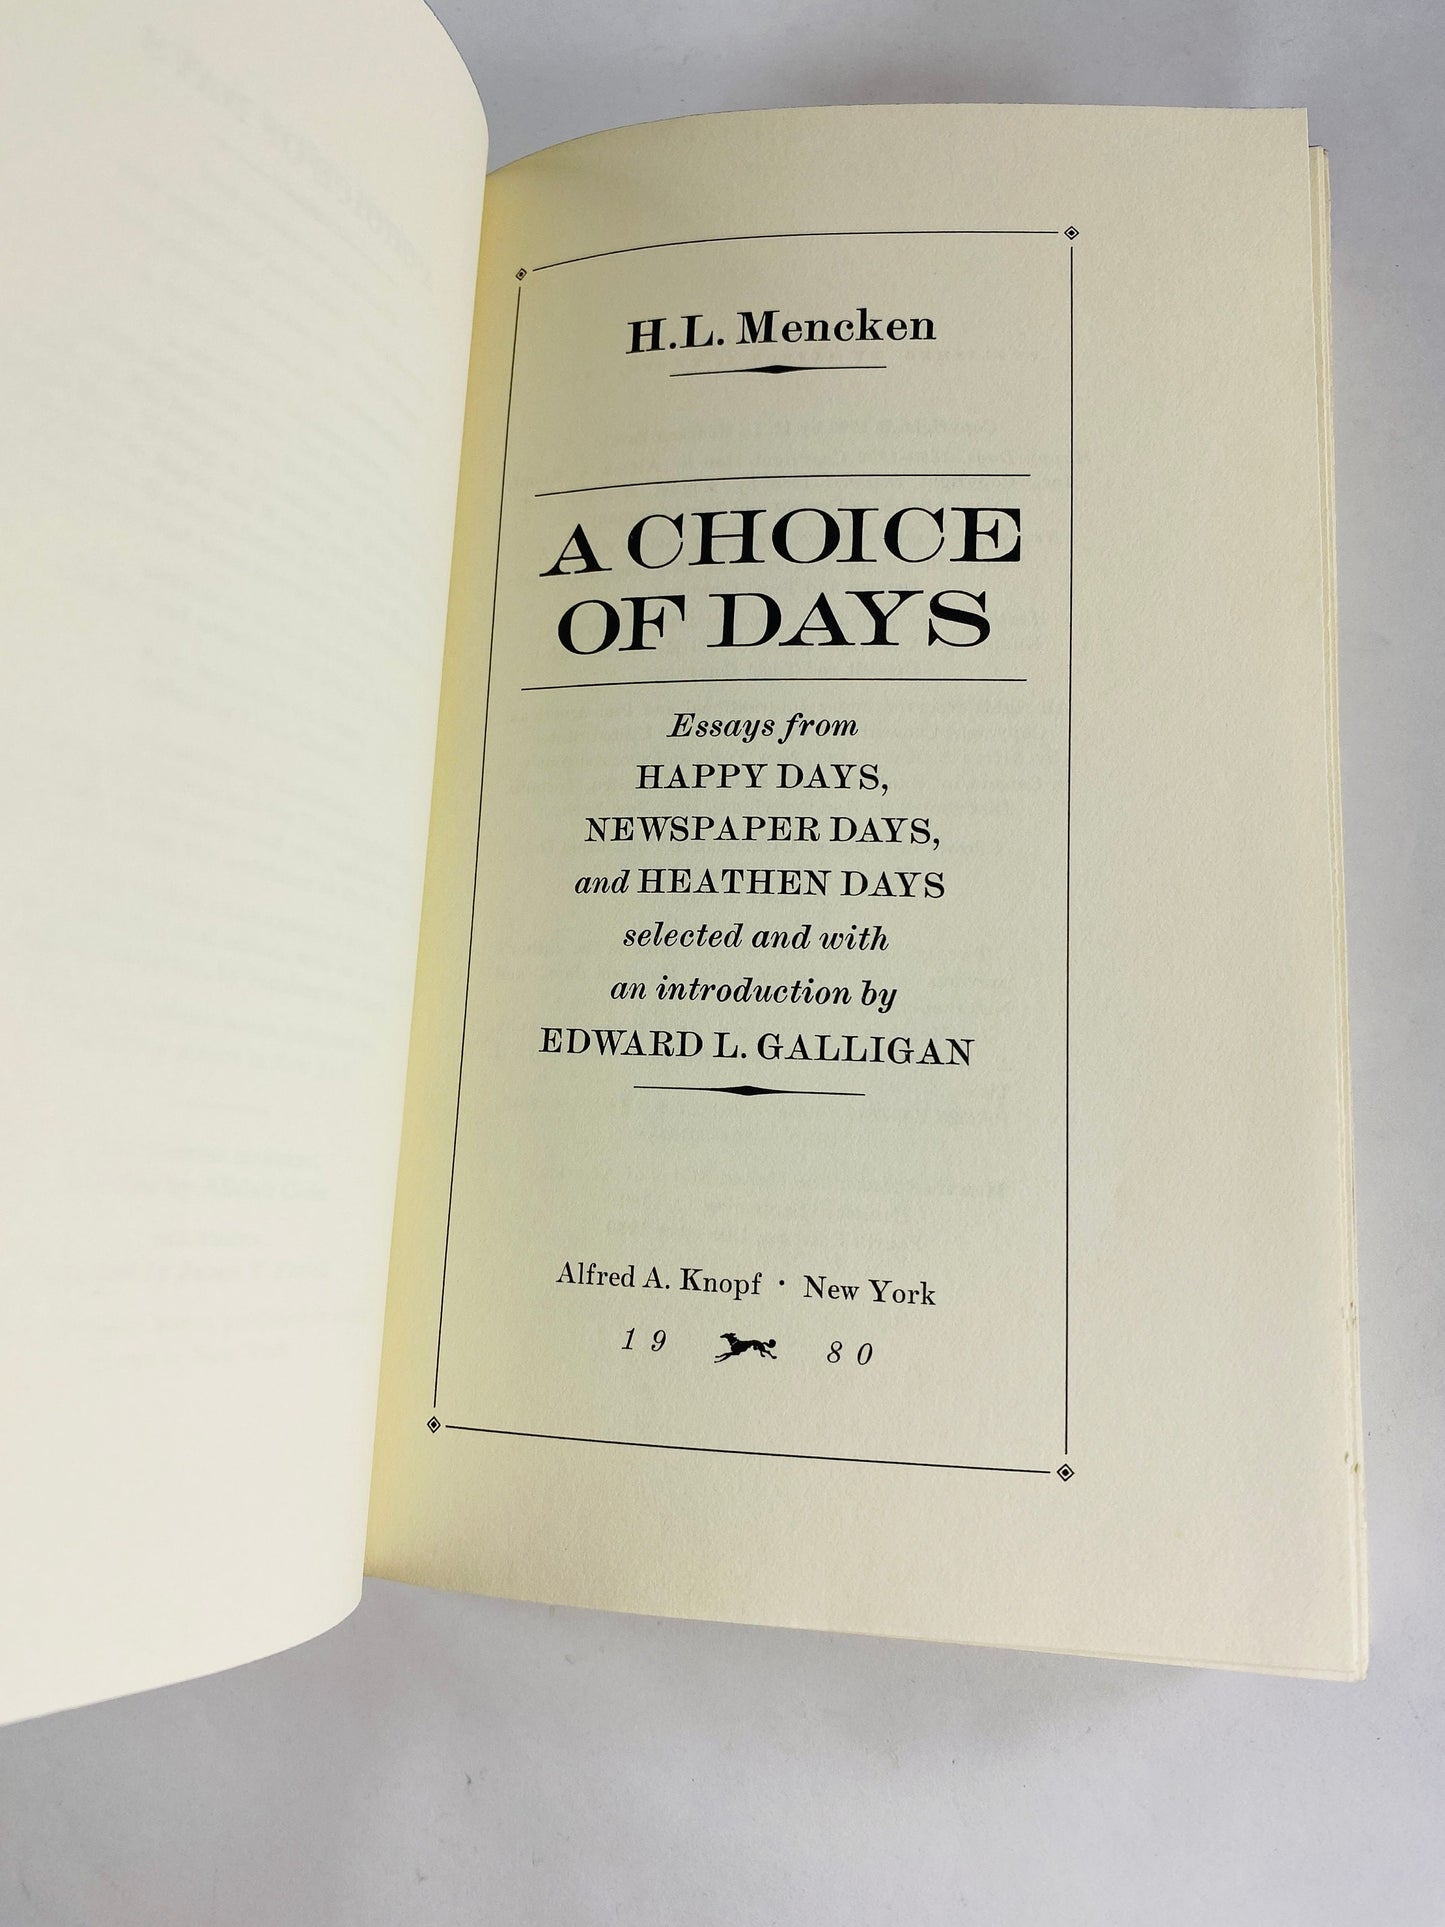 H.L. Mencken
A CHOICE
OF DAYS
Essays from
HAPPY DAYS,
NEWSPAPER DAYS,
and HEATHEN DAYS
selected and with
an introduction by
EDWARD L. GALLIGAN
Alfred A. Knopf · New York
19 80